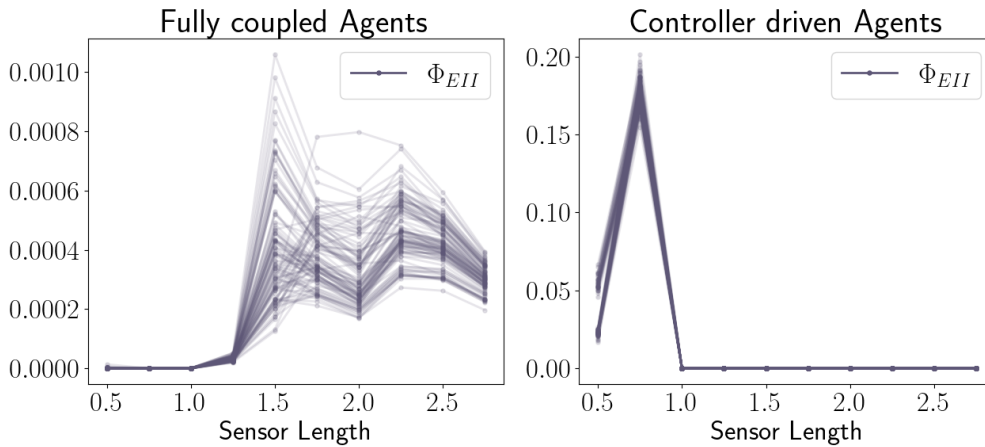 Fully coupled Agents
Φ_EII
0.0010
0.0008
0.0006
0.0004
0.0002
0.0000
0.5 1.0 1.5 2.0 2.5
Sensor Length
Controller driven Agents
Φ_EII
0.20
0.15
0.10
0.05
0.00
0.5 1.0 1.5 2.0 2.5
Sensor Length